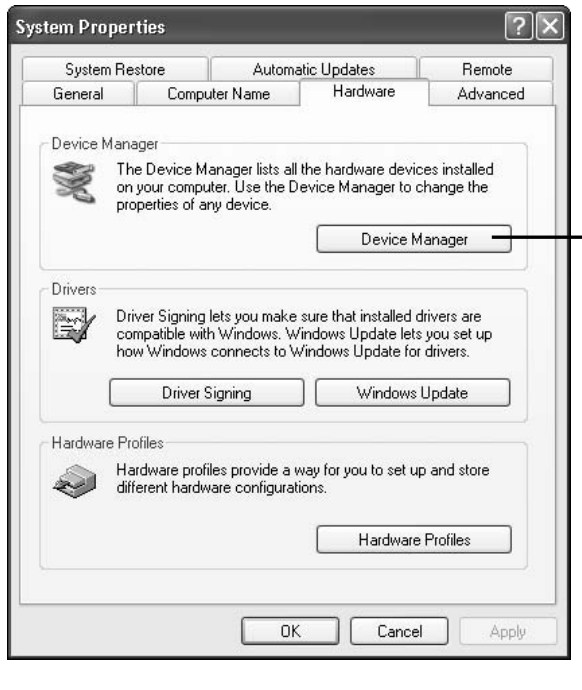 System Properties
System Restore Automatic Updates Remote
General Computer Name Hardware Advanced
Device Manager
The Device Manager lists all the hardware devices installed
on your computer. Use the Device Manager to change the
properties of any device.
Device Manager
Drivers
Driver Signing lets you make sure that installed drivers are
compatible with Windows. Windows Update lets you set up
how Windows connects to Windows Update for drivers.
Driver Signing Windows Update
Hardware Profiles
Hardware profiles provide a way for you to set up and store
different hardware configurations.
Hardware Profiles
OK Cancel Apply